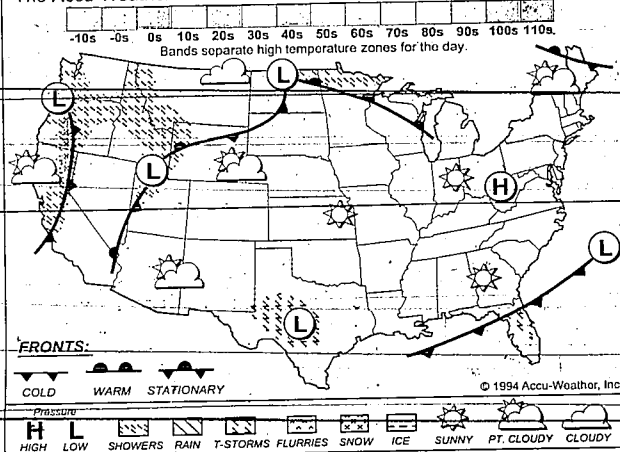 -10s -0s 0s 10s 20s 30s 40s 50s 60s 70s 80s 90s 100s 110s
Bands separate high temperature zones for the day.
L
L
L
H
L
L
FRONTS:
COLD WARM STATIONARY
© 1994 Accu-Weather, Inc
Pressure
H L
HIGH LOW SHOWERS RAIN T-STORMS FLURRIES SNOW ICE SUNNY PT. CLOUDY CLOUDY